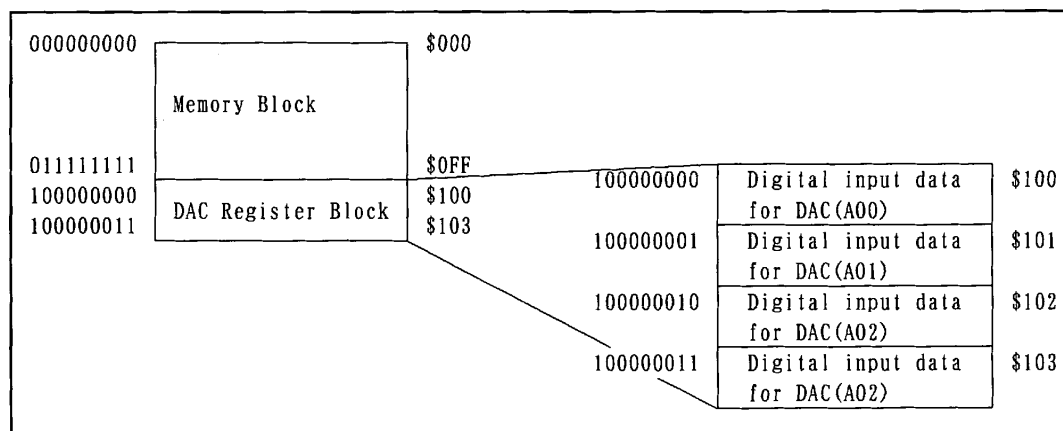 000000000 $000
Memory Block
011111111 $0FF
100000000 $100
DAC Register Block
100000011 $103
100000000 Digital input data $100
for DAC(A00)
100000001 Digital input data $101
for DAC(A01)
100000010 Digital input data $102
for DAC(A02)
100000011 Digital input data $103
for DAC(A02)